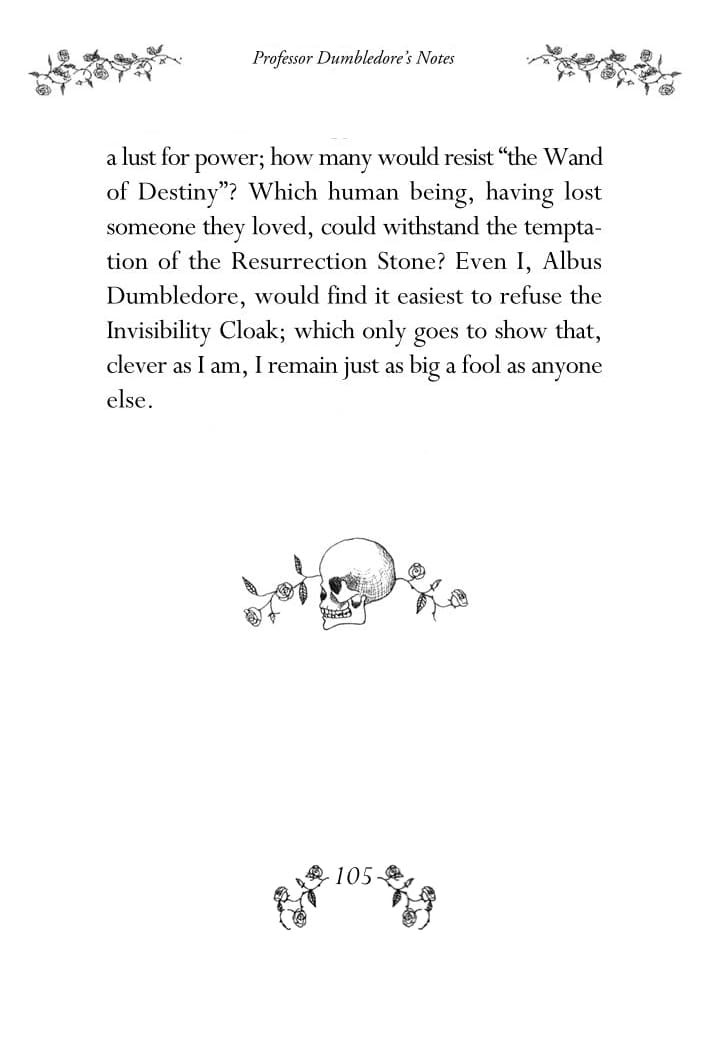 Professor Dumbledore's Notes
a lust for power; how many would resist “the Wand
of Destiny”? Which human being, having lost
someone they loved, could withstand the tempta-
tion of the Resurrection Stone? Even I, Albus
Dumbledore, would find it easiest to refuse the
Invisibility Cloak; which only goes to show that,
clever as I am, I remain just as big a fool as anyone
else.
105